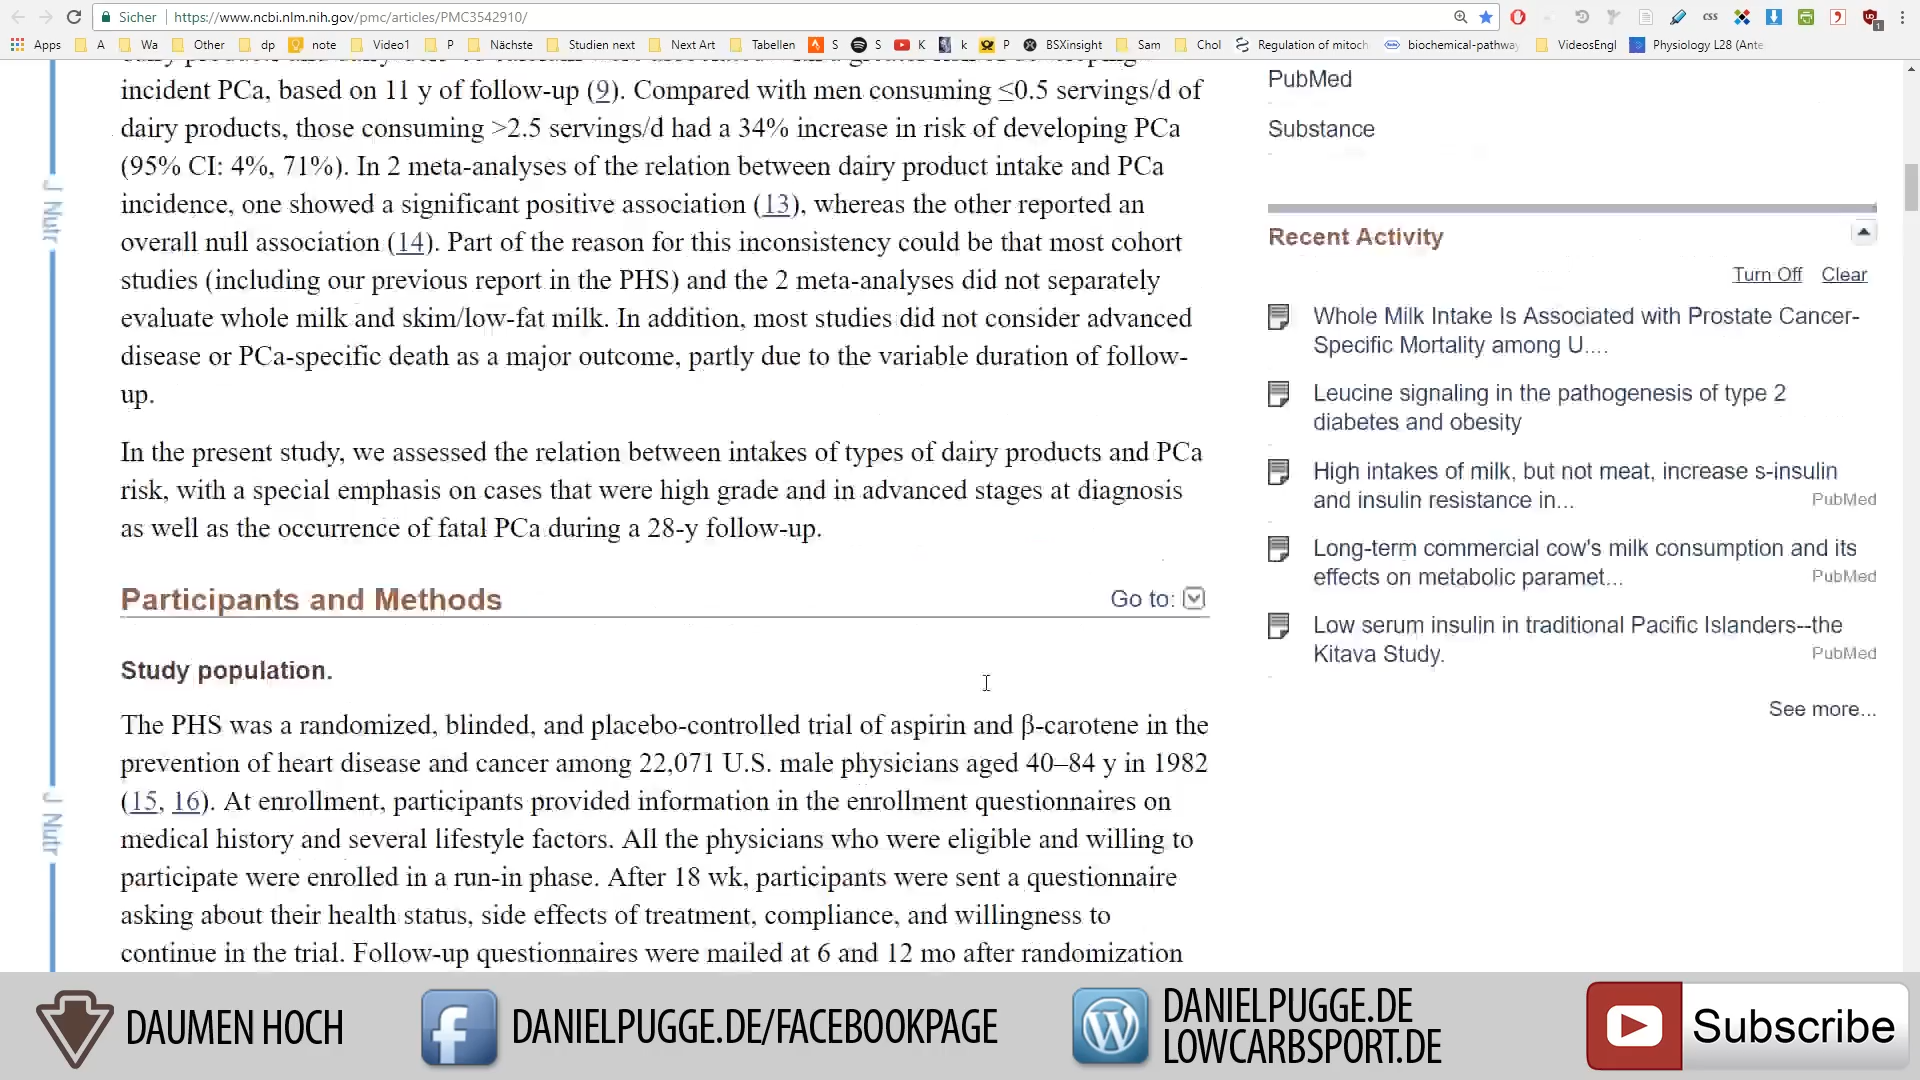 Sicher https://www.ncbi.nlm.nih.gov/pmc/articles/PMC3542910/
Apps A Wa Other dp note Video1 P Nächste Studien next Next Art Tabellen S S K k P BSXinsight Sam Chol Regulation of mitoch biochemical-pathwa VideosEngl Physiology L28 (Ante
incident PCa, based on 11 y of follow-up (9). Compared with men consuming ≤0.5 servings/d of
dairy products, those consuming >2.5 servings/d had a 34% increase in risk of developing PCa
(95% CI: 4%, 71%). In 2 meta-analyses of the relation between dairy product intake and PCa
incidence, one showed a significant positive association (13), whereas the other reported an
overall null association (14). Part of the reason for this inconsistency could be that most cohort
studies (including our previous report in the PHS) and the 2 meta-analyses did not separately
evaluate whole milk and skim/low-fat milk. In addition, most studies did not consider advanced
disease or PCa-specific death as a major outcome, partly due to the variable duration of follow-
up.
In the present study, we assessed the relation between intakes of types of dairy products and PCa
risk, with a special emphasis on cases that were high grade and in advanced stages at diagnosis
as well as the occurrence of fatal PCa during a 28-y follow-up.
Participants and Methods Go to:
Study population.
The PHS was a randomized, blinded, and placebo-controlled trial of aspirin and β-carotene in the
prevention of heart disease and cancer among 22,071 U.S. male physicians aged 40–84 y in 1982
(15, 16). At enrollment, participants provided information in the enrollment questionnaires on
medical history and several lifestyle factors. All the physicians who were eligible and willing to
participate were enrolled in a run-in phase. After 18 wk, participants were sent a questionnaire
asking about their health status, side effects of treatment, compliance, and willingness to
continue in the trial. Follow-up questionnaires were mailed at 6 and 12 mo after randomization
J Nutr
J Nutr
PubMed
Substance
Recent Activity
Turn Off Clear
Whole Milk Intake Is Associated with Prostate Cancer-
Specific Mortality among U....
Leucine signaling in the pathogenesis of type 2
diabetes and obesity
High intakes of milk, but not meat, increase s-insulin
and insulin resistance in... PubMed
Long-term commercial cow's milk consumption and its
effects on metabolic paramet... PubMed
Low serum insulin in traditional Pacific Islanders--the
Kitava Study. PubMed
See more...
DAUMEN HOCH
DANIELPUGGE.DE/FACEBOOKPAGE
DANIELPUGGE.DE
LOWCARBSPORT.DE
Subscribe